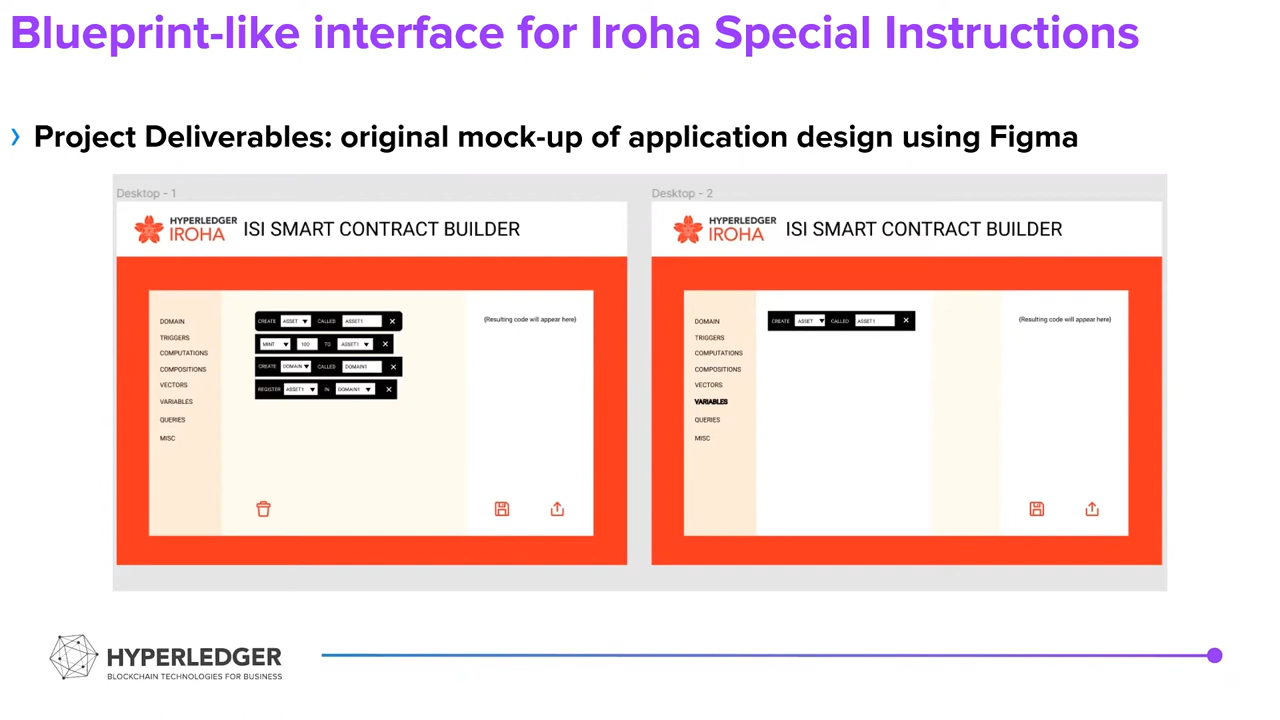 Blueprint-like interface for Iroha Special Instructions
› Project Deliverables: original mock-up of application design using Figma
Desktop - 1
HYPERLEDGER
IROHA
ISI SMART CONTRACT BUILDER
DOMAIN
TRIGGERS
COMPUTATIONS
COMPOSITIONS
VECTORS
VARIABLES
QUERIES
MISC
CREATE ASSET CALLED ASSET1
MINT 100 TO ASSET1
CREATE DOMAIN CALLED DOMAIN1
REGISTER ASSET1 IN DOMAIN1
(Resulting code will appear here)
Desktop - 2
HYPERLEDGER
IROHA
ISI SMART CONTRACT BUILDER
DOMAIN
TRIGGERS
COMPUTATIONS
COMPOSITIONS
VECTORS
VARIABLES
QUERIES
MISC
CREATE ASSET CALLED ASSET1
(Resulting code will appear here)
HYPERLEDGER
BLOCKCHAIN TECHNOLOGIES FOR BUSINESS